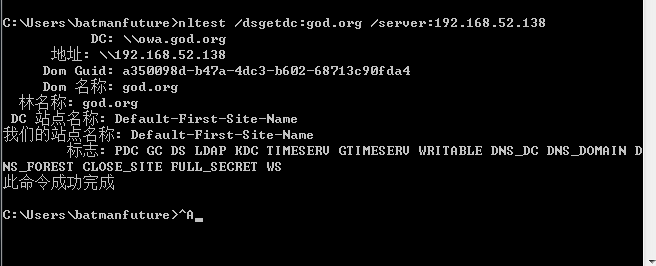 C:\Users\batmanfuture>nltest /dsgetdc:god.org /server:192.168.52.138
DC: \\owa.god.org
地址: \\192.168.52.138
Dom Guid: a350098d-b47a-4dc3-b602-68713c90fda4
Dom 名称: god.org
林名称: god.org
DC 站点名称: Default-First-Site-Name
我们的站点名称: Default-First-Site-Name
标志: PDC GC DS LDAP KDC TIMESERV GTIMESERV WRITABLE DNS_DC DNS_DOMAIN D
NS_FOREST CLOSE_SITE FULL_SECRET WS
此命令成功完成
C:\Users\batmanfuture>^A_